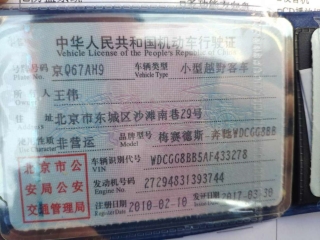 中华人民共和国机动车行驶证
Vehicle License of the People's Republic of China
号牌号码 京Q67AH9 车辆类型 小型越野客车
Plate No. Vehicle Type
所有人 王伟
住址 北京市东城区沙滩南巷29号
使用性质 非营运 品牌型号 梅赛德斯-奔驰WDCGG8BB
Use Character Model
北京市公
安局公安
交通管理局
车辆识别代号 WDCGG8BB5AF433278
VIN
发动机号码 27294831393744
Engine No.
注册日期 2010-02-10 发证日期 2017-03-30
Register Date Issue Date